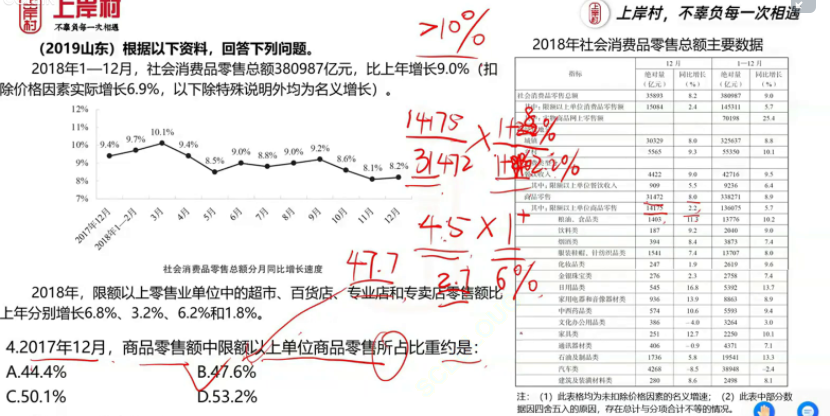 上岸村
不辜负每一次相遇
(2019山东)根据以下资料，回答下列问题。
2018年1—12月，社会消费品零售总额380987亿元，比上年增长9.0%（扣
除价格因素实际增长6.9%，以下除特殊说明外均为名义增长）。
12%
11%
10%
9%
8%
7%
9.4%
9.7%
10.1%
9.4%
8.5%
9.0%
8.8%
9.0%
9.2%
8.6%
8.1%
8.2%
2017年12月
2018年1—2月
3月
4月
5月
6月
7月
8月
9月
10月
11月
12月
社会消费品零售总额分月同比增长速度
2018年，限额以上零售业单位中的超市、百货店、专业店和专卖店零售额比
上年分别增长6.8%、3.2%、6.2%和1.8%。
4.2017年12月，商品零售额中限额以上单位商品零售所占比重约是：
A.44.4%
B.47.6%
C.50.1%
D.53.2%
>10%
14175
31472
4.5×1+
6%
47.7
上岸村，不辜负每一次相遇
2018年社会消费品零售总额主要数据
指标
12月
1—12月
绝对量
（亿元）
同比增长
（%）
绝对量
（亿元）
同比增长
（%）
社会消费品零售总额 35893 8.2 380987 9.0
其中：限额以上单位消费品零售额 15084 2.4 145311 5.7
实物商品网上零售额 70198 25.4
城镇 30329 8.0 325637 8.8
5565 9.3 55350 10.1
餐饮收入 4422 9.0 42716 9.5
其中：限额以上单位餐饮收入 909 5.5 9236 6.4
商品零售 31472 8.0 338271 8.9
其中：限额以上单位商品零售 14175 2.2 136075 5.7
粮油、食品类 1403 11.3 13776 10.2
饮料类 187 9.2 2040 9.0
烟酒类 394 8.4 3873 7.4
服装鞋帽、针纺织品类 1541 7.4 13707 8.0
化妆品类 247 1.9 2619 9.6
金银珠宝类 276 2.3 2758 7.4
日用品类 545 16.8 5392 13.7
家用电器和音像器材类 936 13.9 8863 8.9
中西药品类 574 10.6 5593 9.4
文化办公用品类 386 -4.0 3264 3.0
家具类 251 12.7 2250 10.1
通讯器材类 406 -0.9 4371 7.1
石油及制品类 1736 5.8 19541 13.3
汽车类 4268 -8.5 38948 -2.4
建筑及装潢材料类 280 8.6 2498 8.1
注：（1）此表格均为未扣除价格因素的名义增速；（2）此表中部分数
据因四舍五入的原因，存在总计与分项合计不等的情况。